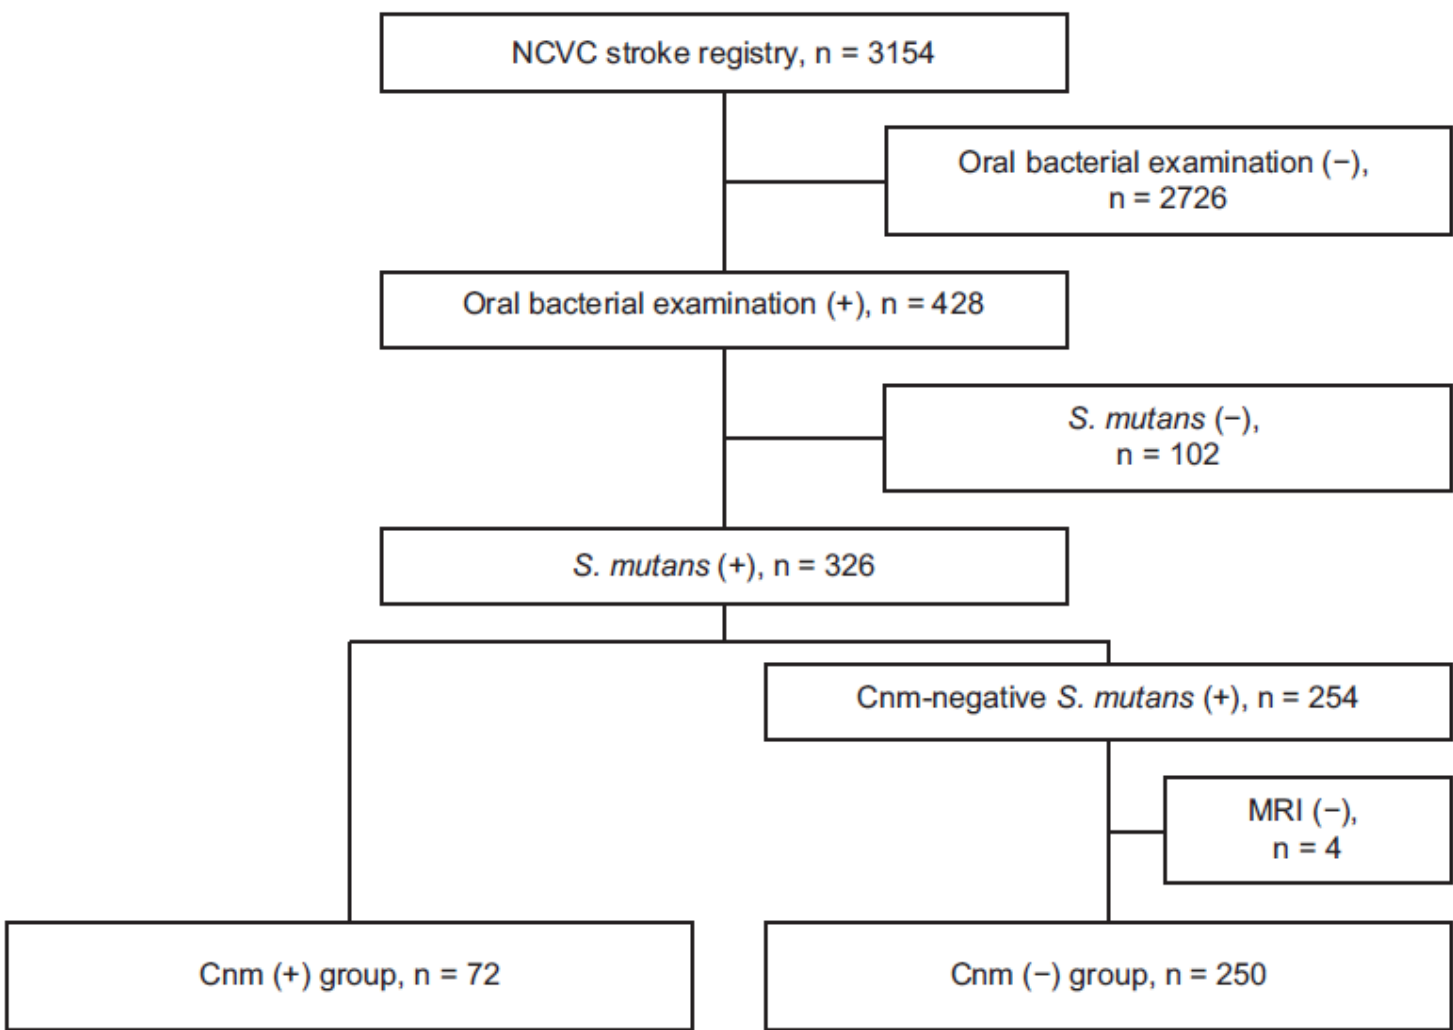 NCVC stroke registry, n = 3154
Oral bacterial examination (−),
n = 2726
Oral bacterial examination (+), n = 428
S. mutans (−),
n = 102
S. mutans (+), n = 326
Cnm-negative S. mutans (+), n = 254
MRI (−),
n = 4
Cnm (+) group, n = 72
Cnm (−) group, n = 250